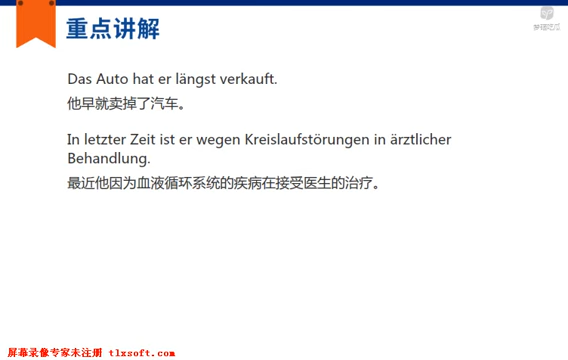 重点讲解
Das Auto hat er längst verkauft.
他早就卖掉了汽车。
In letzter Zeit ist er wegen Kreislaufstörungen in ärztlicher
Behandlung.
最近他因为血液循环系统的疾病在接受医生的治疗。
屏幕录像专家未注册 tlxsoft.com